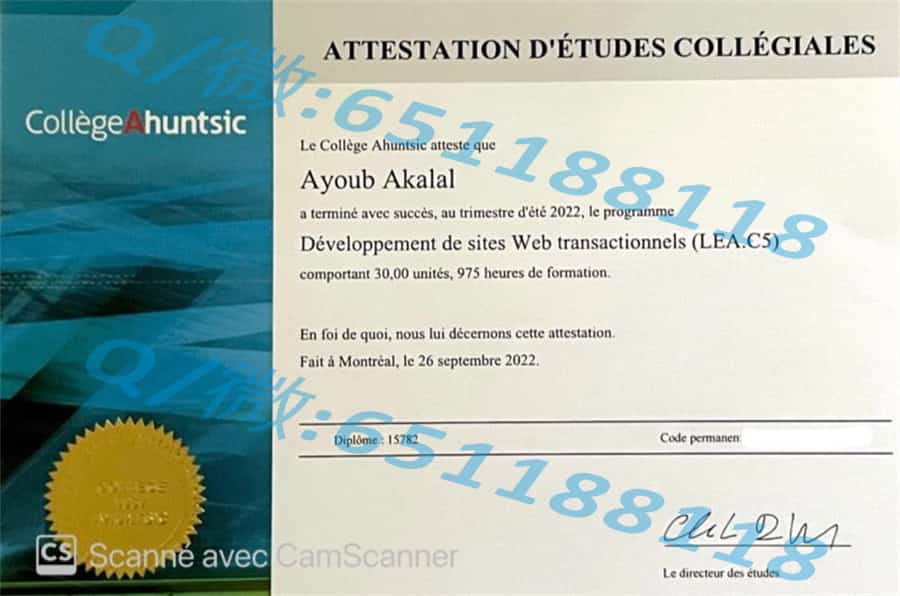 ATTESTATION D'ÉTUDES COLLÉGIALES
CollègeAhuntsic
Le Collège Ahuntsic atteste que
Ayoub Akalal
a terminé avec succès, au trimestre d'été 2022, le programme
Développement de sites Web transactionnels (LEA.C5)
comportant 30,00 unités, 975 heures de formation.
En foi de quoi, nous lui décernons cette attestation.
Fait à Montréal, le 26 septembre 2022.
Diplôme : 15782
Code permanen
Le directeur des études
CS Scanné avec CamScanner
Q/微:651188118
Q/微:651188118